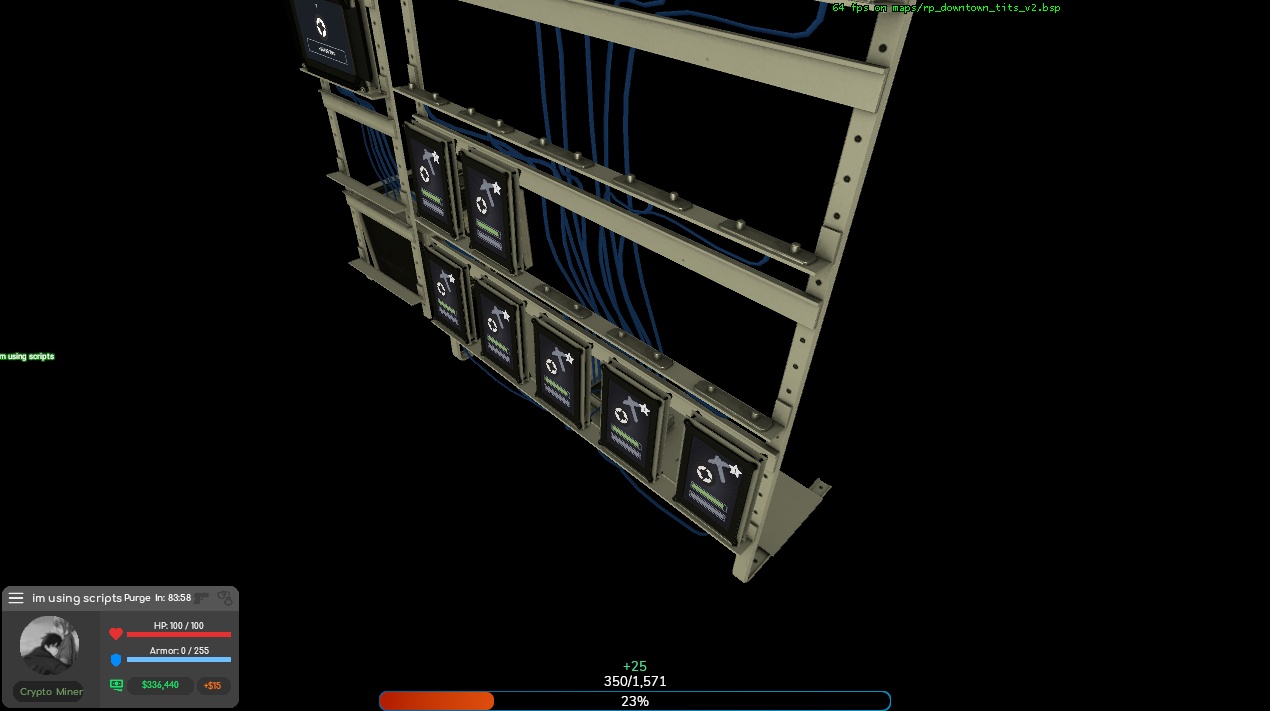 64 fps on maps/rp_downtown_tits_v2.bsp
m using scripts
im using scripts Purge In: 83:58
HP: 100 / 100
Armor: 0 / 255
Crypto Miner
$336,440
+$15
+25
350/1,571
23%